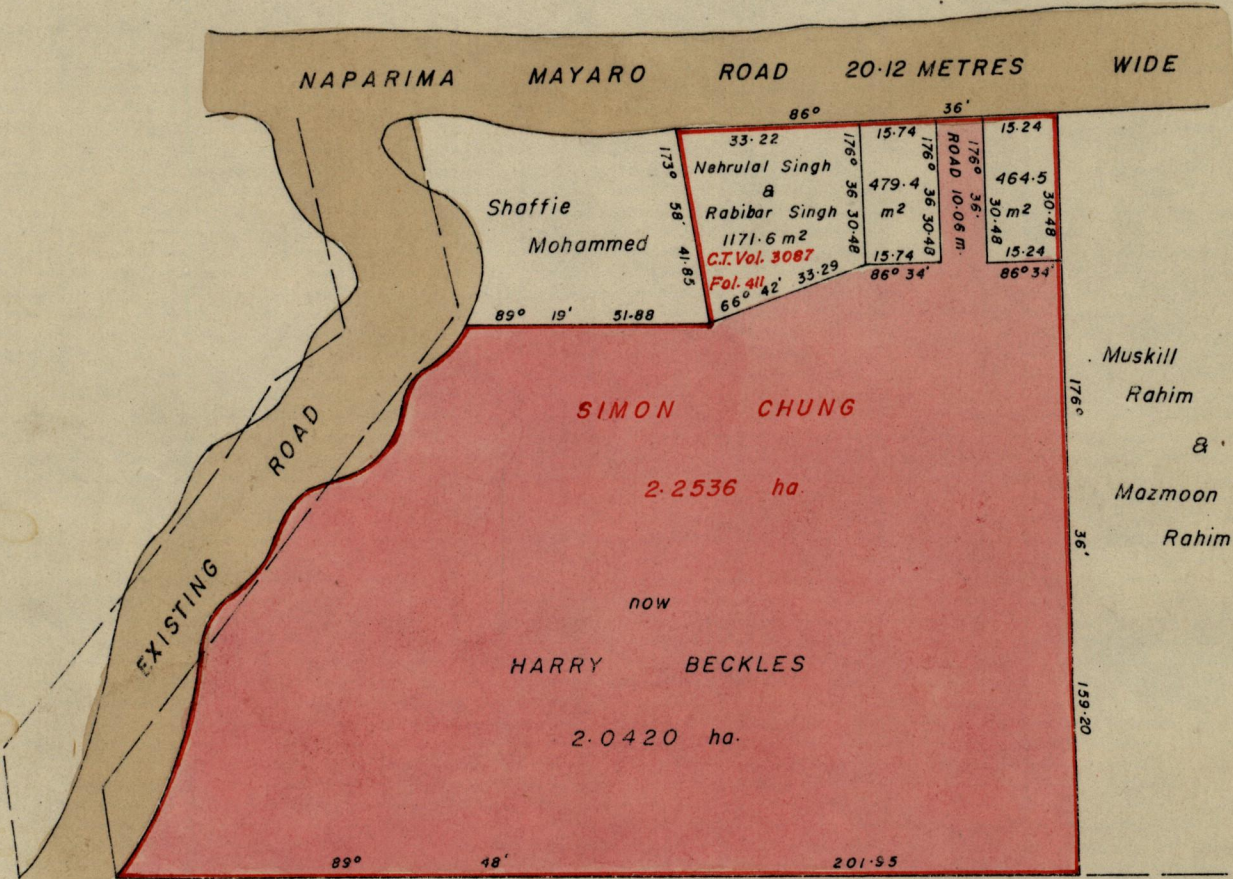 NAPARIMA MAYARO ROAD 20·12 METRES WIDE
86° 36'
33·22
15·74
15·24
173° 58' 41·85
Nehrulal Singh
&
Rabibar Singh
1171·6 m²
C.T. Vol. 3087
Fol. 411
66° 42' 33·29
176° 36 30·48
479·4
m²
15·74
86° 34'
176° 36 30·48
176° 36'
ROAD 10·06 m.
30·48
464·5
m²
30·48
15·24
86° 34'
Shaffie
Mohammed
89° 19' 51·88
EXISTING ROAD
SIMON CHUNG
2·2536 ha.
now
HARRY BECKLES
2·0420 ha.
Muskill
Rahim
&
Mazmoon
Rahim
176° 36' 159·20
89° 48' 201·95